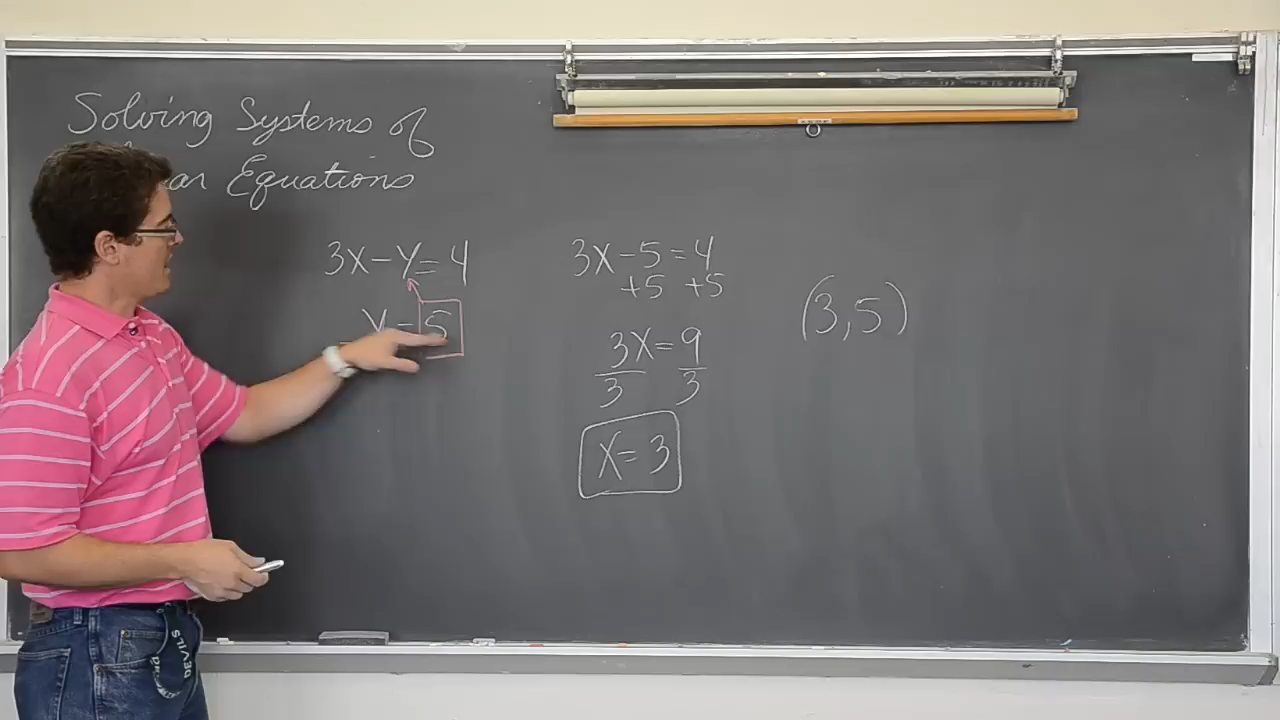 Solving Systems of
Equations
3x-y=4
y=5
3x-5=4
+5 +5
3x=9
3 3
x=3
(3,5)
DEVILS